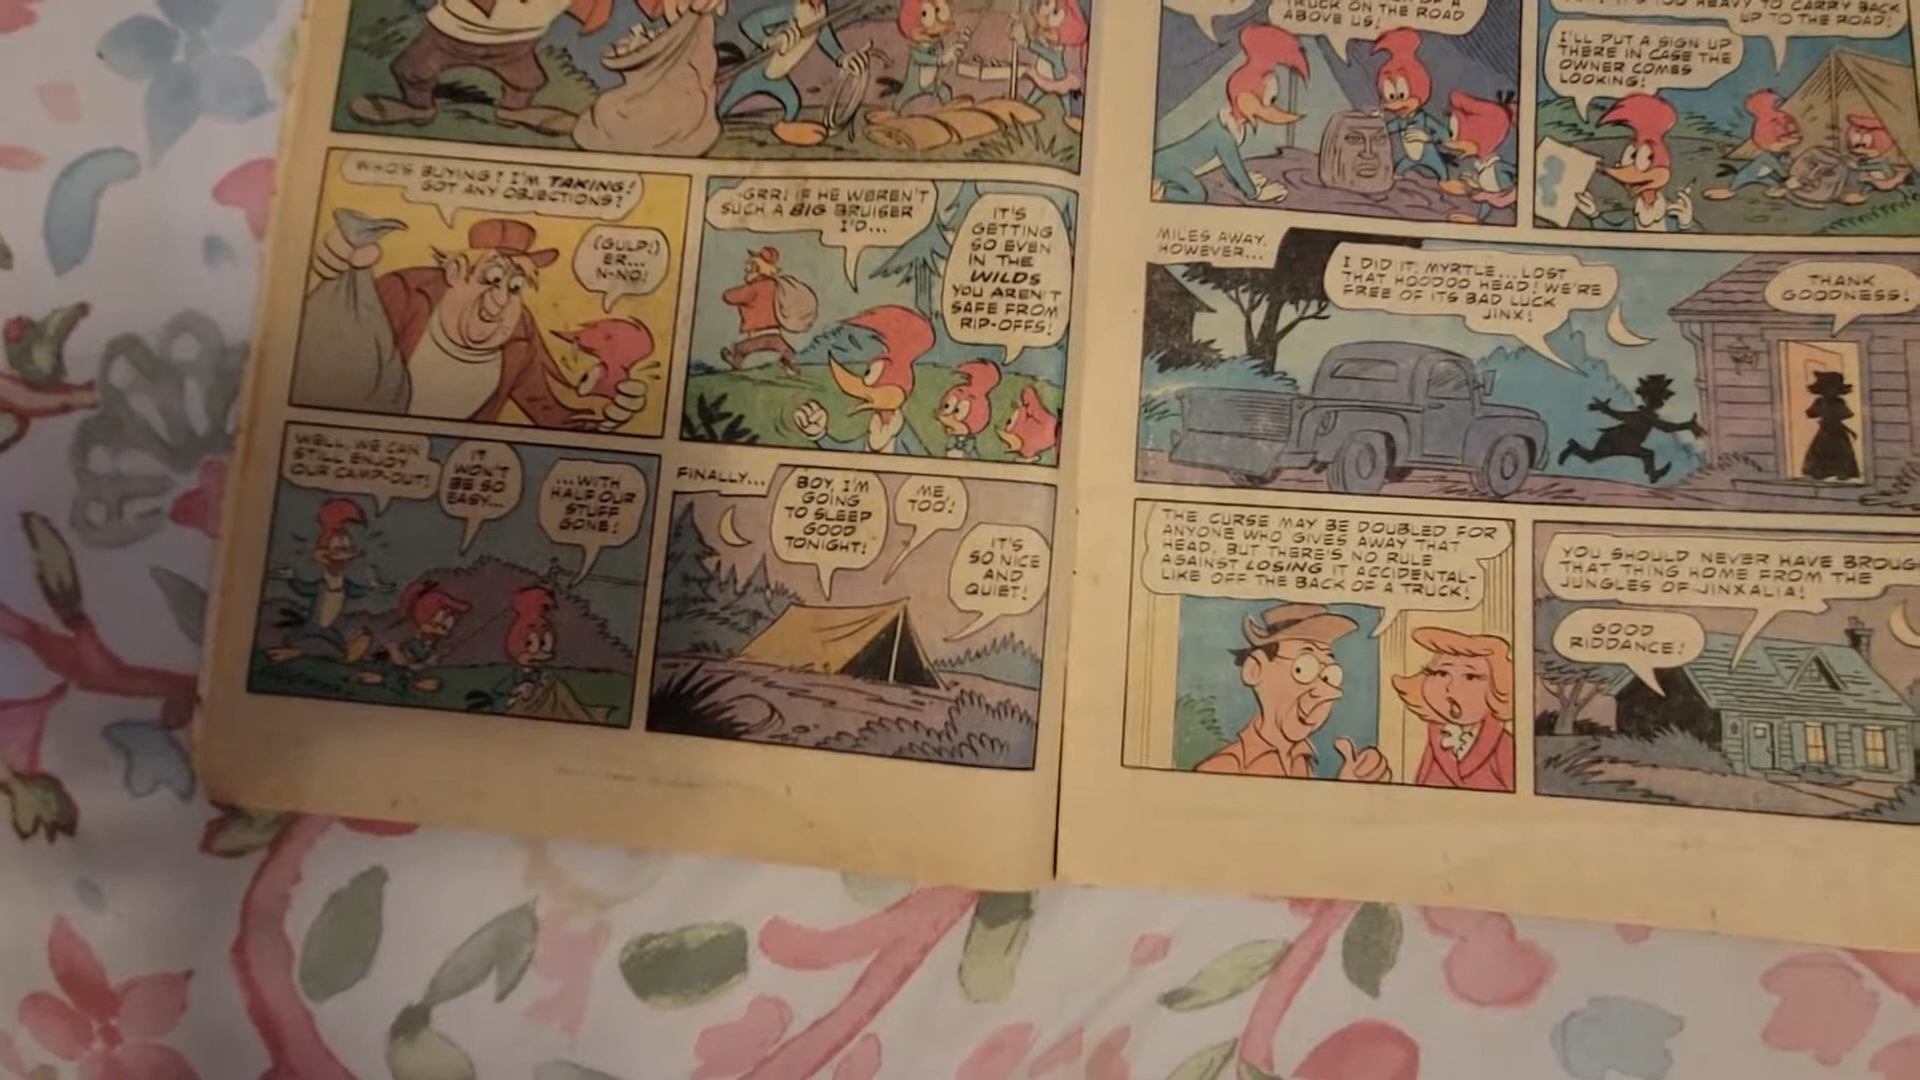 WHO'S BUYING? I'M TAKING!
GOT ANY OBJECTIONS?
(GULP!)
ER...
N-NO!
GRR! IF HE WEREN'T
SUCH A BIG BRUISER
I'D...
IT'S
GETTING
SO EVEN
IN THE
WILDS
YOU AREN'T
SAFE FROM
RIP-OFFS!
WELL, WE CAN
STILL ENJOY
OUR CAMP-OUT!
IT
WON'T
BE SO
EASY...
...WITH
HALF OUR
STUFF
GONE!
FINALLY...
BOY, I'M
GOING
TO SLEEP
GOOD
TONIGHT!
ME,
TOO!
IT'S
SO NICE
AND
QUIET!
TRUCK ON THE ROAD
ABOVE US!
HEAVY TO CARRY BACK
UP TO THE ROAD!
I'LL PUT A SIGN UP
THERE IN CASE THE
OWNER COMES
LOOKING!
MILES AWAY,
HOWEVER...
I DID IT, MYRTLE...LOST
THAT HOODOO HEAD! WE'RE
FREE OF ITS BAD LUCK
JINX!
THANK
GOODNESS!
THE CURSE MAY BE DOUBLED FOR
ANYONE WHO GIVES AWAY THAT
HEAD, BUT THERE'S NO RULE
AGAINST LOSING IT ACCIDENTAL-
LIKE OFF THE BACK OF A TRUCK!
YOU SHOULD NEVER HAVE BROUG
THAT THING HOME FROM THE
JUNGLES OF JINXALIA!
GOOD
RIDDANCE!